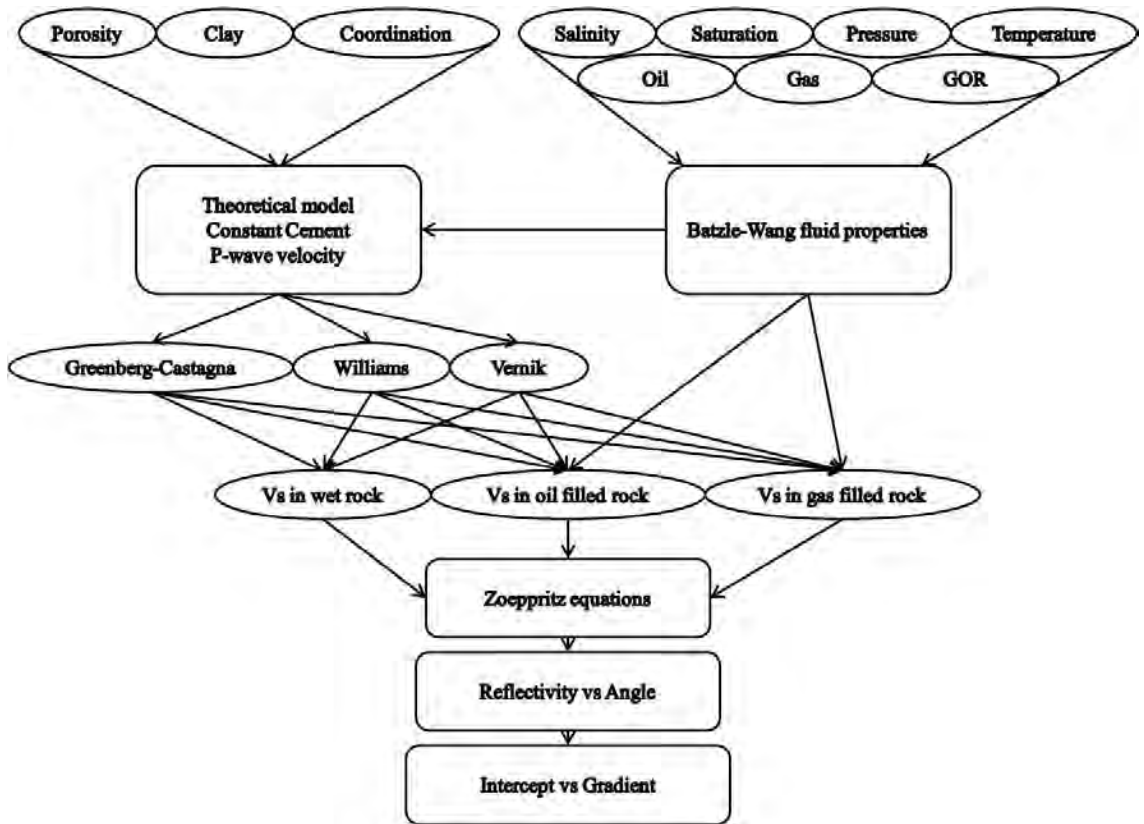 Porosity
Clay
Coordination
Salinity
Saturation
Pressure
Temperature
Oil
Gas
GOR
Theoretical model
Constant Cement
P-wave velocity
Batzle-Wang fluid properties
Greenberg-Castagna
Williams
Vernik
Vs in wet rock
Vs in oil filled rock
Vs in gas filled rock
Zoeppritz equations
Reflectivity vs Angle
Intercept vs Gradient